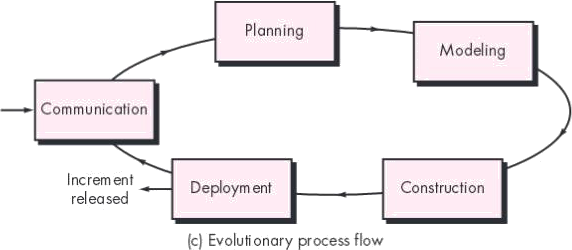 Planning
Modeling
Communication
Increment
released
Deployment
Construction
(c) Evolutionary process flow